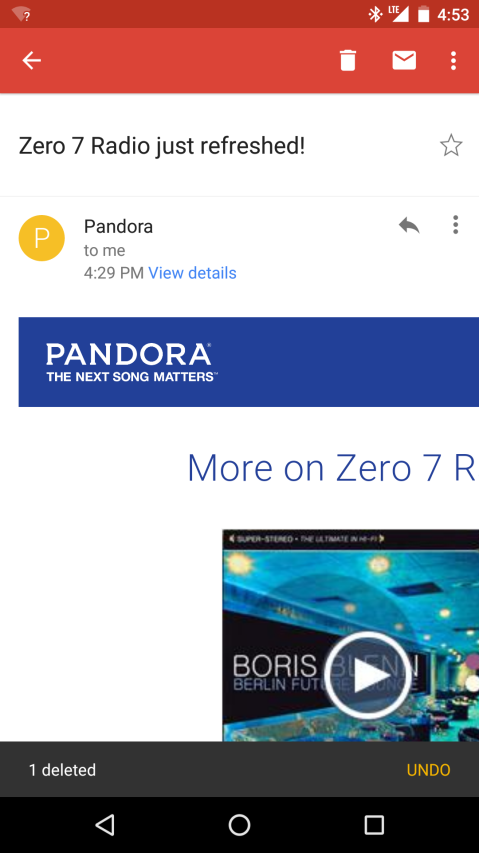 LTE 4:53
Zero 7 Radio just refreshed!
P
Pandora
to me
4:29 PM View details
PANDORA®
THE NEXT SONG MATTERS™
More on Zero 7 R
SUPER-STEREO • THE ULTIMATE IN HI-FI
BORIS BLENN
BERLIN FUTURE LOUNGE
1 deleted UNDO